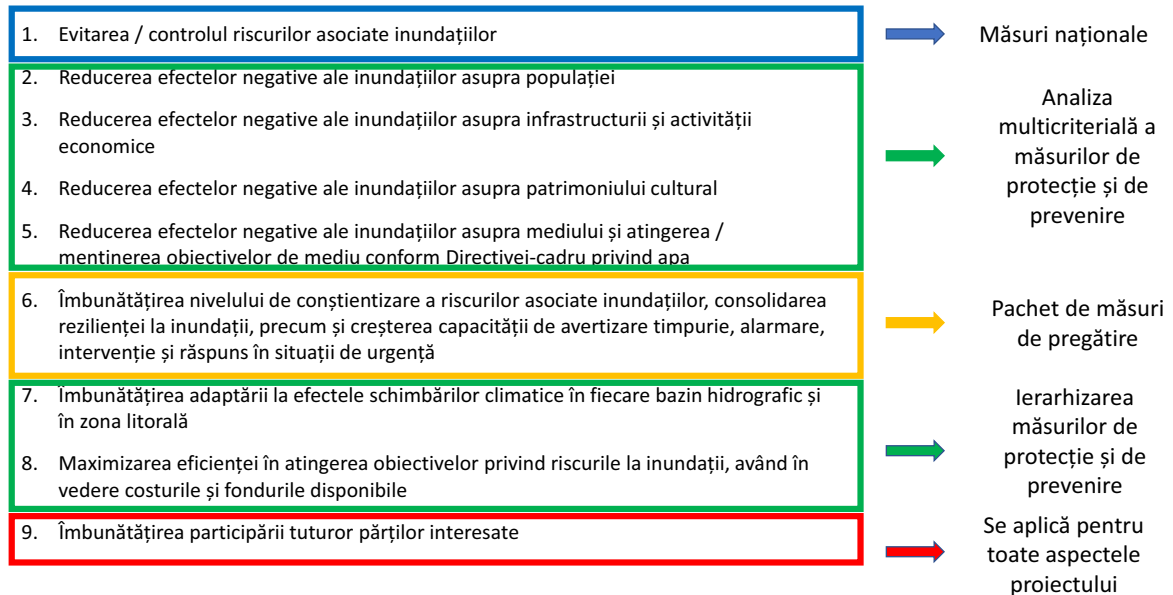 1. Evitarea / controlul riscurilor asociate inundațiilor
Măsuri naționale
2. Reducerea efectelor negative ale inundațiilor asupra populației
3. Reducerea efectelor negative ale inundațiilor asupra infrastructurii și activității
economice
4. Reducerea efectelor negative ale inundațiilor asupra patrimoniului cultural
5. Reducerea efectelor negative ale inundațiilor asupra mediului și atingerea /
mentinerea obiectivelor de mediu conform Directivei-cadru privind apa
Analiza
multicriterială a
măsurilor de
protecție și de
prevenire
6. Îmbunătățirea nivelului de conștientizare a riscurilor asociate inundațiilor, consolidarea
rezilienței la inundații, precum și creșterea capacității de avertizare timpurie, alarmare,
intervenție și răspuns în situații de urgență
Pachet de măsuri
de pregătire
7. Îmbunătățirea adaptării la efectele schimbărilor climatice în fiecare bazin hidrografic și
în zona litorală
8. Maximizarea eficienței în atingerea obiectivelor privind riscurile la inundații, având în
vedere costurile și fondurile disponibile
Ierarhizarea
măsurilor de
protecție și de
prevenire
9. Îmbunătățirea participării tuturor părților interesate
Se aplică pentru
toate aspectele
proiectului